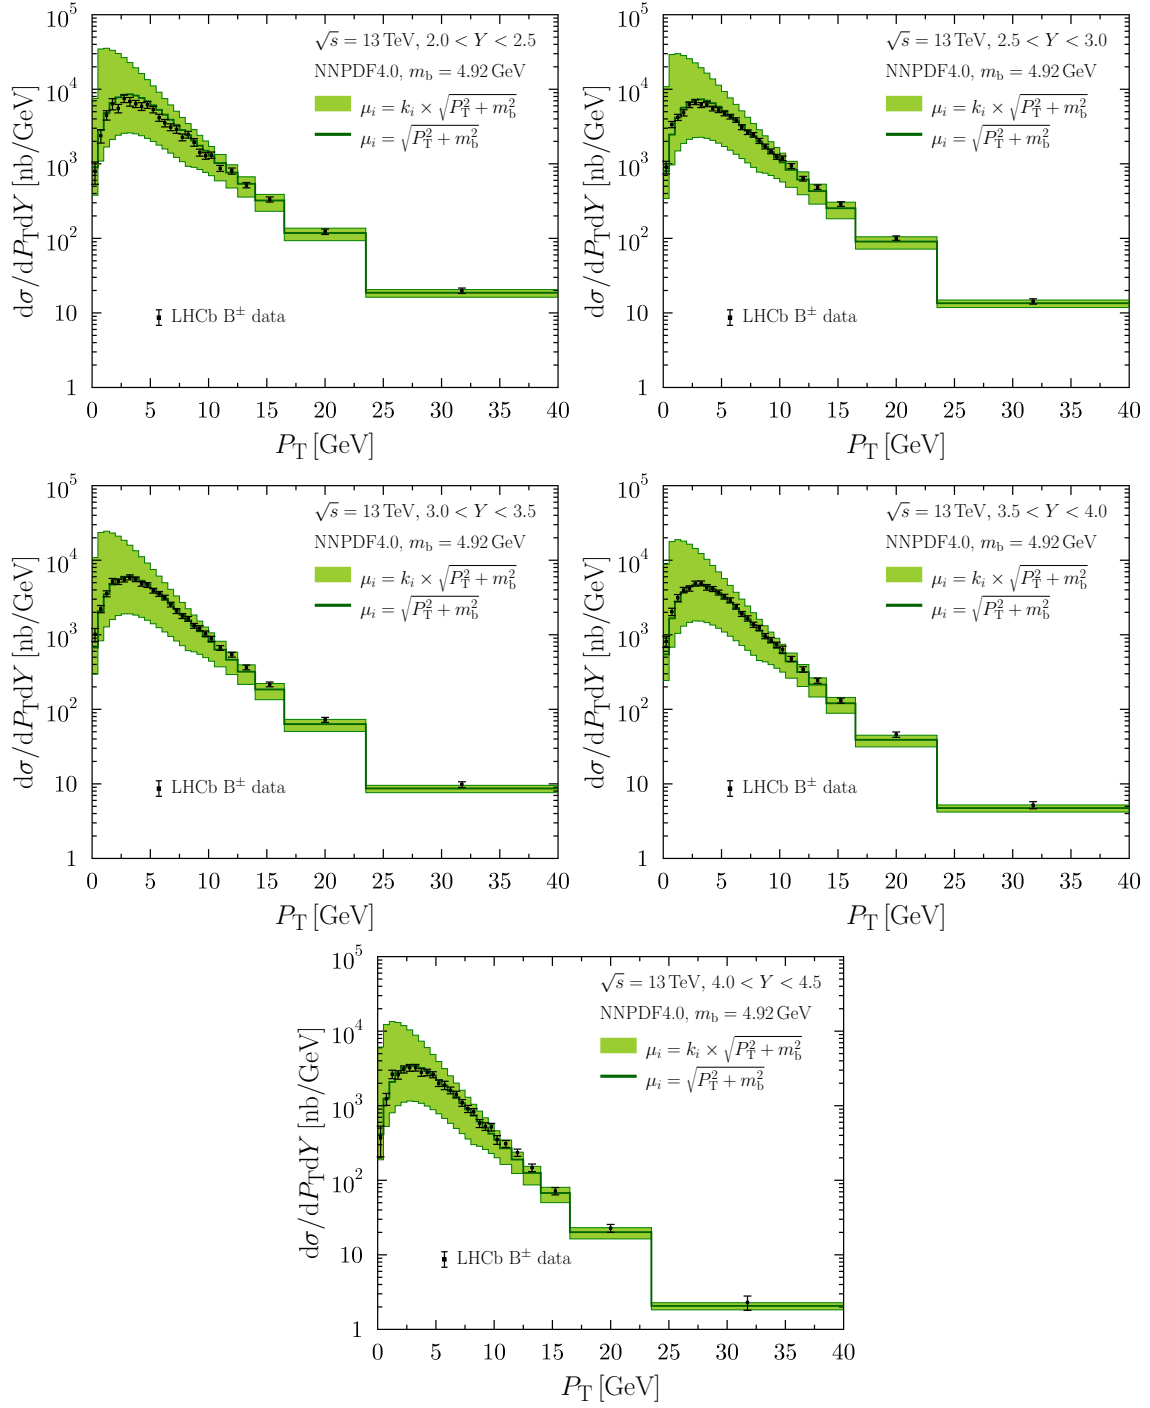 10^5
10^4
10^3
10^2
10
1
dσ/dP_TdY [nb/GeV]
√s = 13 TeV, 2.0 < Y < 2.5
NNPDF4.0, m_b = 4.92 GeV
μ_i = k_i × √(P_T^2 + m_b^2)
μ_i = √(P_T^2 + m_b^2)
LHCb B^± data
0 5 10 15 20 25 30 35 40
P_T [GeV]
10^5
10^4
10^3
10^2
10
1
dσ/dP_TdY [nb/GeV]
√s = 13 TeV, 2.5 < Y < 3.0
NNPDF4.0, m_b = 4.92 GeV
μ_i = k_i × √(P_T^2 + m_b^2)
μ_i = √(P_T^2 + m_b^2)
LHCb B^± data
0 5 10 15 20 25 30 35 40
P_T [GeV]
10^5
10^4
10^3
10^2
10
1
dσ/dP_TdY [nb/GeV]
√s = 13 TeV, 3.0 < Y < 3.5
NNPDF4.0, m_b = 4.92 GeV
μ_i = k_i × √(P_T^2 + m_b^2)
μ_i = √(P_T^2 + m_b^2)
LHCb B^± data
0 5 10 15 20 25 30 35 40
P_T [GeV]
10^5
10^4
10^3
10^2
10
1
dσ/dP_TdY [nb/GeV]
√s = 13 TeV, 3.5 < Y < 4.0
NNPDF4.0, m_b = 4.92 GeV
μ_i = k_i × √(P_T^2 + m_b^2)
μ_i = √(P_T^2 + m_b^2)
LHCb B^± data
0 5 10 15 20 25 30 35 40
P_T [GeV]
10^5
10^4
10^3
10^2
10
1
dσ/dP_TdY [nb/GeV]
√s = 13 TeV, 4.0 < Y < 4.5
NNPDF4.0, m_b = 4.92 GeV
μ_i = k_i × √(P_T^2 + m_b^2)
μ_i = √(P_T^2 + m_b^2)
LHCb B^± data
0 5 10 15 20 25 30 35 40
P_T [GeV]